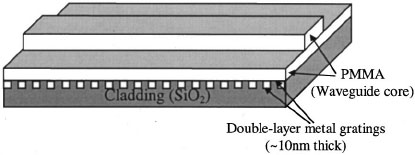 PMMA
(Waveguide core)
Cladding (SiO₂)
Double-layer metal gratings
(~10nm thick)